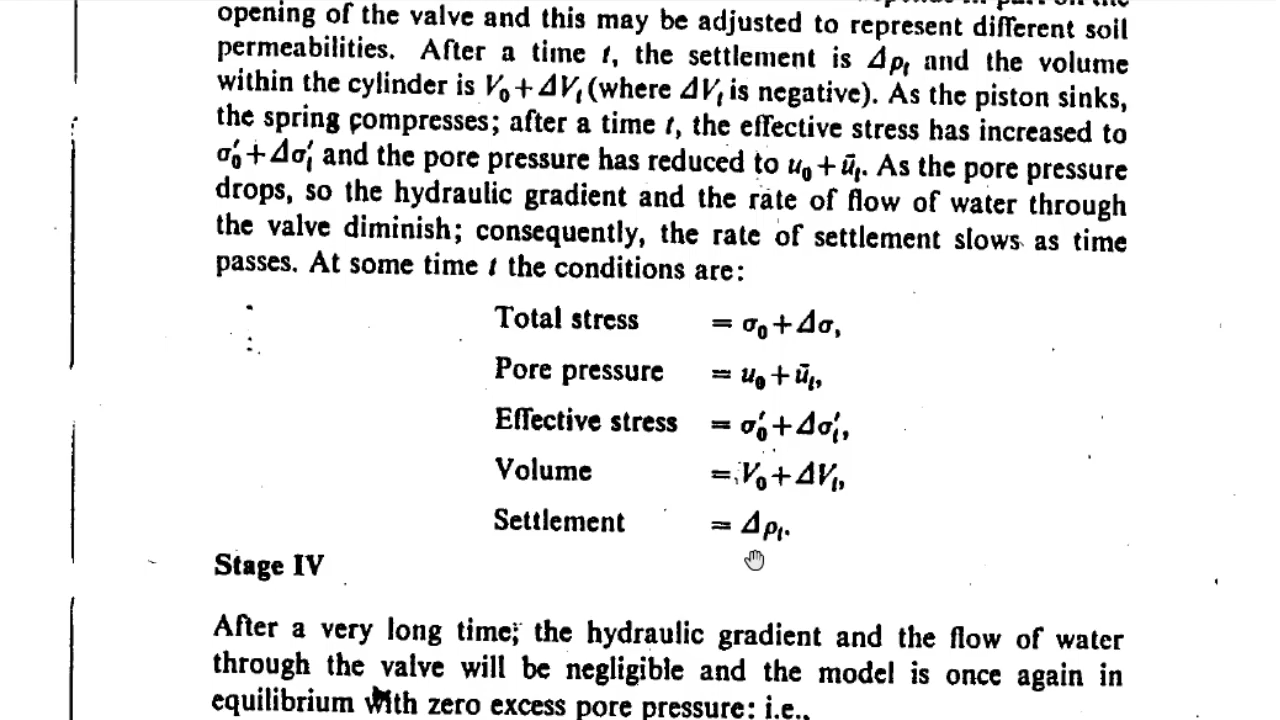 opening of the valve and this may be adjusted to represent different soil
permeabilities. After a time t, the settlement is Δρₜ and the volume
within the cylinder is V₀+ΔVₜ (where ΔVₜ is negative). As the piston sinks,
the spring compresses; after a time t, the effective stress has increased to
σ₀′+Δσₜ′ and the pore pressure has reduced to u₀+ūₜ. As the pore pressure
drops, so the hydraulic gradient and the rate of flow of water through
the valve diminish; consequently, the rate of settlement slows as time
passes. At some time t the conditions are:
Total stress = σ₀+Δσ,
Pore pressure = u₀+ūₜ,
Effective stress = σ₀′+Δσₜ′,
Volume = V₀+ΔVₜ,
Settlement = Δρₜ.
Stage IV
After a very long time, the hydraulic gradient and the flow of water
through the valve will be negligible and the model is once again in
equilibrium with zero excess pore pressure: i.e.,